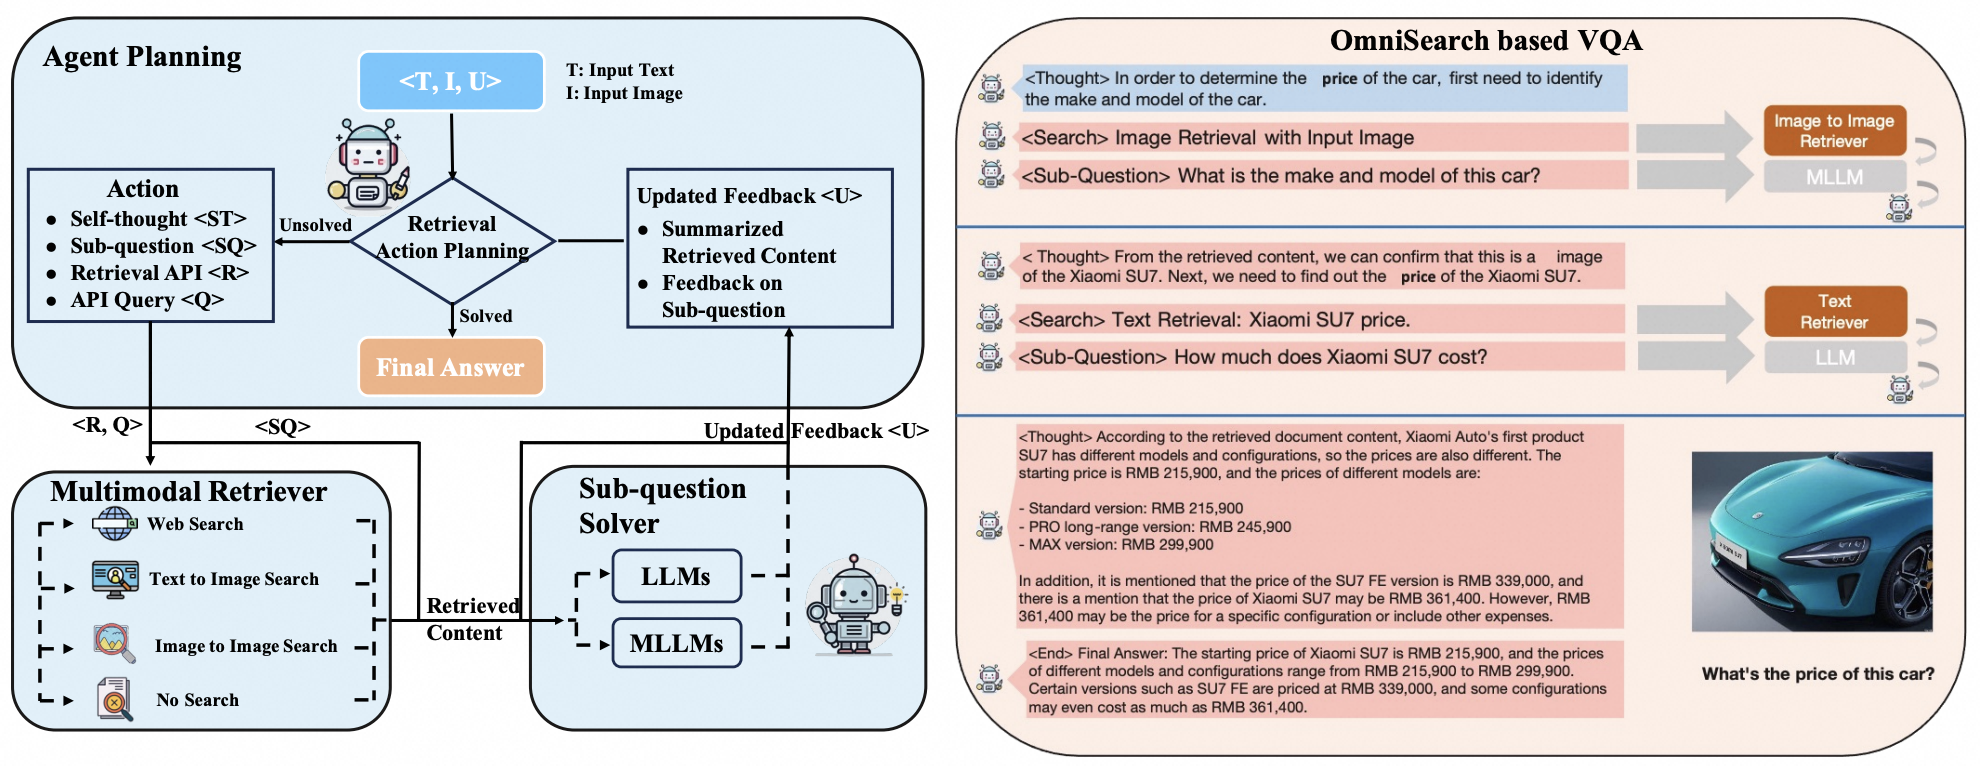 Agent Planning
<T, I, U>
T: Input Text
I: Input Image
Action
• Self-thought <ST>
• Sub-question <SQ>
• Retrieval API <R>
• API Query <Q>
Unsolved
Retrieval
Action Planning
Solved
Final Answer
Updated Feedback <U>
• Summarized
Retrieved Content
• Feedback on
Sub-question
<R, Q>
<SQ>
Updated Feedback <U>
Multimodal Retriever
Web Search
Text to Image Search
Image to Image Search
No Search
Retrieved
Content
Sub-question
Solver
LLMs
MLLMs
OmniSearch based VQA
<Thought> In order to determine the price of the car, first need to identify
the make and model of the car.
<Search> Image Retrieval with Input Image
<Sub-Question> What is the make and model of this car?
Image to Image
Retriever
MLLM
< Thought> From the retrieved content, we can confirm that this is a image
of the Xiaomi SU7. Next, we need to find out the price of the Xiaomi SU7.
<Search> Text Retrieval: Xiaomi SU7 price.
<Sub-Question> How much does Xiaomi SU7 cost?
Text
Retriever
LLM
<Thought> According to the retrieved document content, Xiaomi Auto's first product
SU7 has different models and configurations, so the prices are also different. The
starting price is RMB 215,900, and the prices of different models are:
- Standard version: RMB 215,900
- PRO long-range version: RMB 245,900
- MAX version: RMB 299,900
In addition, it is mentioned that the price of the SU7 FE version is RMB 339,000, and
there is a mention that the price of Xiaomi SU7 may be RMB 361,400. However, RMB
361,400 may be the price for a specific configuration or include other expenses.
<End> Final Answer: The starting price of Xiaomi SU7 is RMB 215,900, and the prices
of different models and configurations range from RMB 215,900 to RMB 299,900.
Certain versions such as SU7 FE are priced at RMB 339,000, and some configurations
may even cost as much as RMB 361,400.
What's the price of this car?